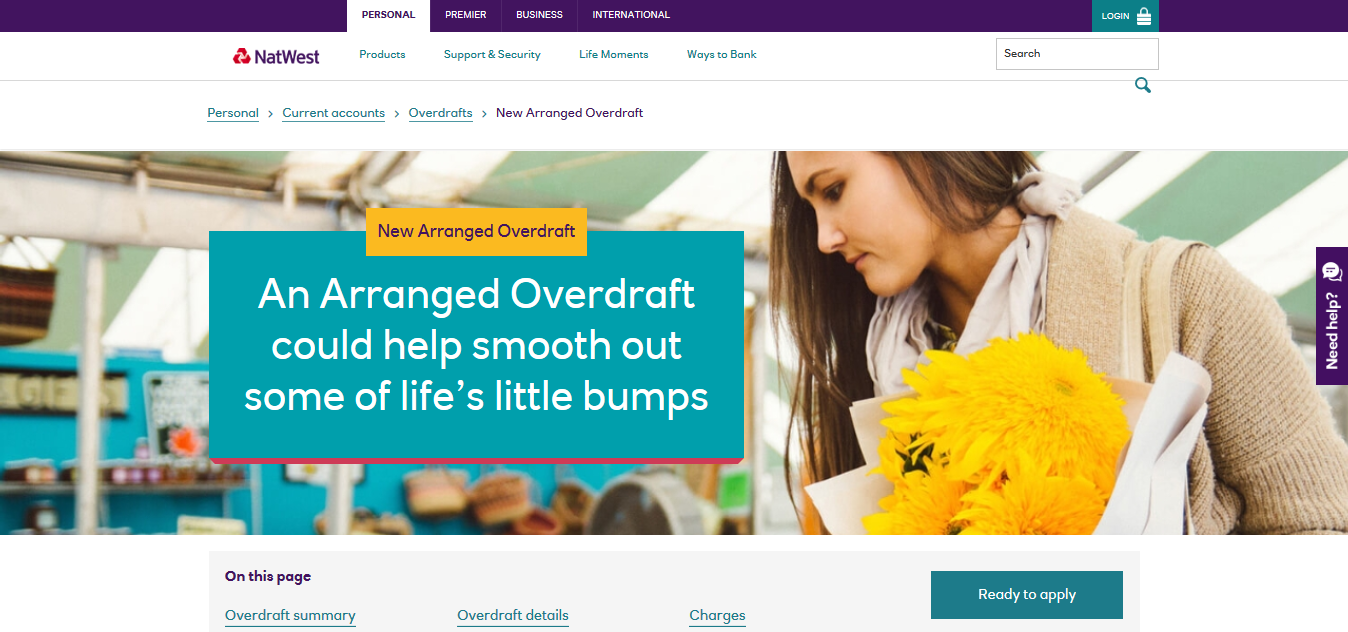 PERSONAL PREMIER BUSINESS INTERNATIONAL LOGIN
NatWest Products Support & Security Life Moments Ways to Bank Search
Personal > Current accounts > Overdrafts > New Arranged Overdraft
New Arranged Overdraft
An Arranged Overdraft
could help smooth out
some of life’s little bumps
GIFTS
Need help?
On this page
Ready to apply
Overdraft summary Overdraft details Charges